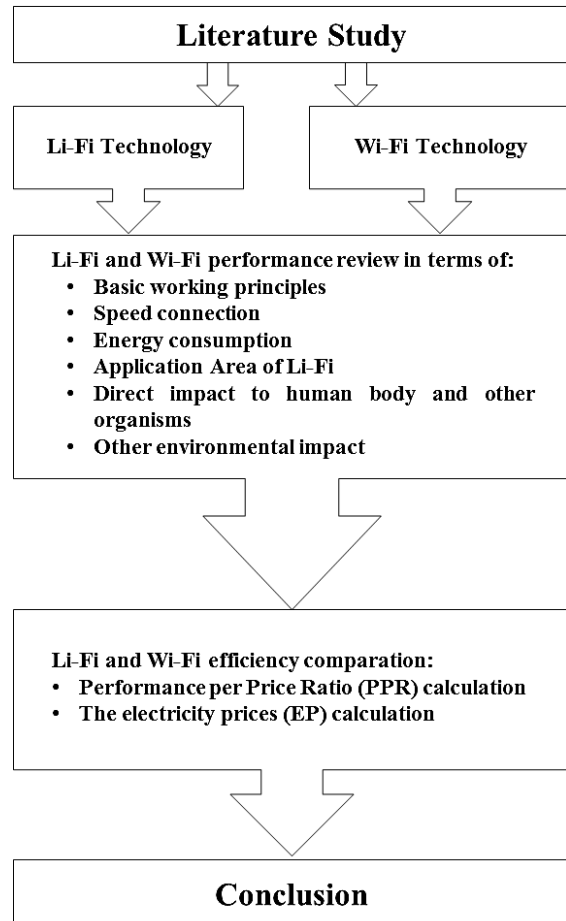 Literature Study
Li-Fi Technology
Wi-Fi Technology
Li-Fi and Wi-Fi performance review in terms of:
• Basic working principles
• Speed connection
• Energy consumption
• Application Area of Li-Fi
• Direct impact to human body and other
organisms
• Other environmental impact
Li-Fi and Wi-Fi efficiency comparation:
• Performance per Price Ratio (PPR) calculation
• The electricity prices (EP) calculation
Conclusion